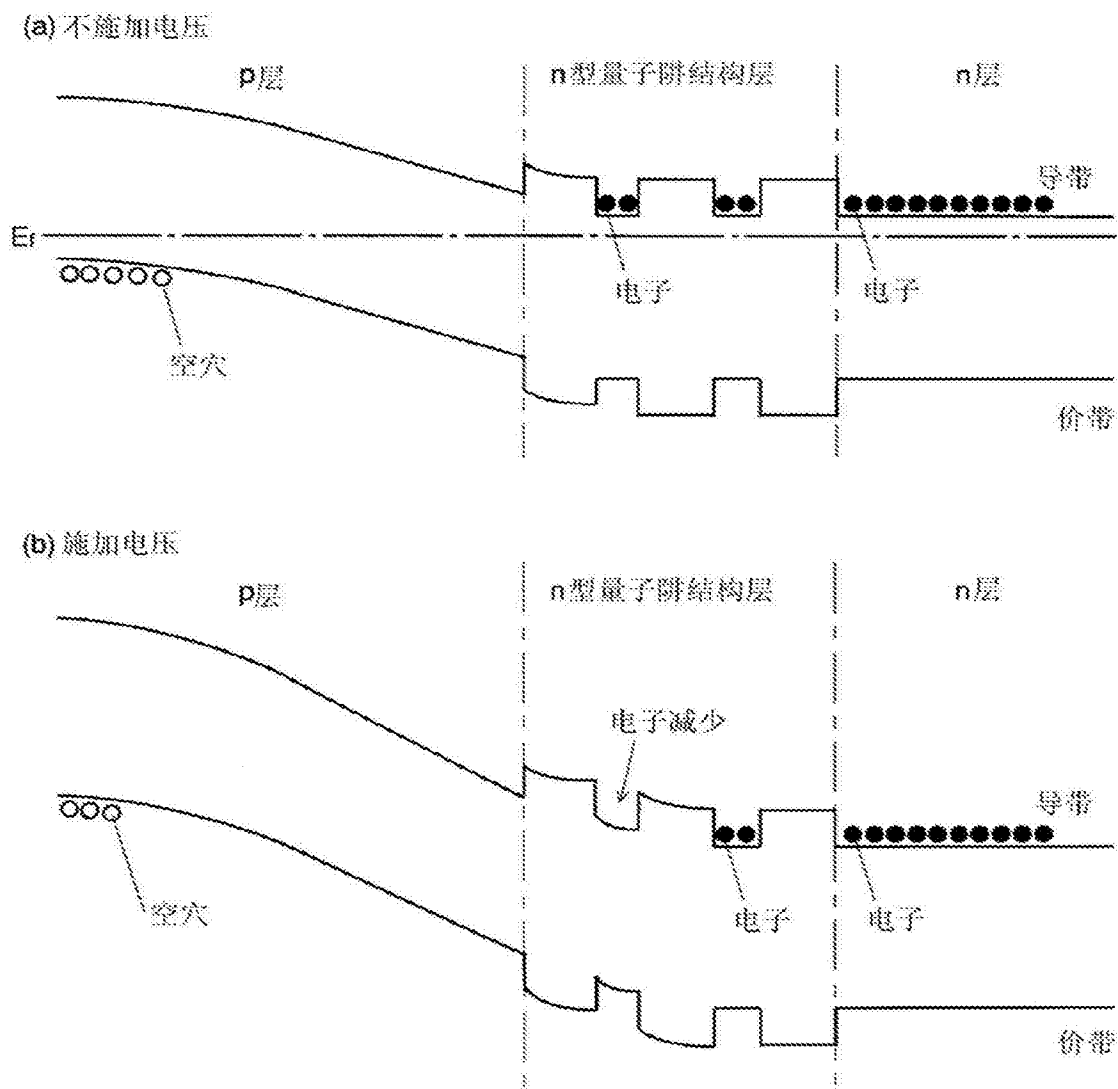 (a) 不施加电压
p层 n型量子阱结构层 n层
导带
Ef
电子 电子
空穴
价带
(b) 施加电压
p层 n型量子阱结构层 n层
电子减少
导带
空穴 电子 电子
价带